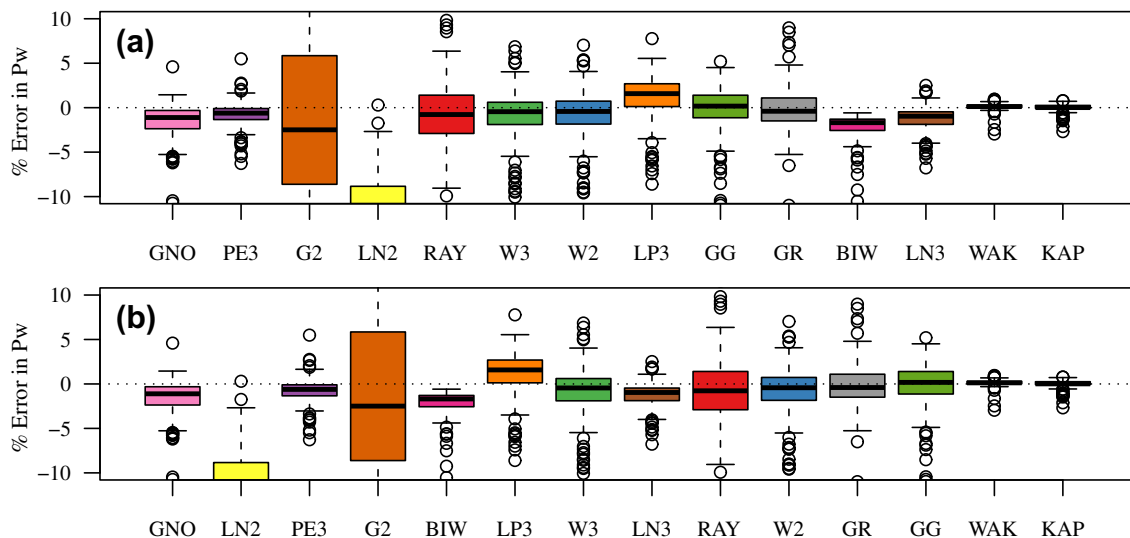 (a)
% Error in Pw
10
5
0
−5
−10
GNO PE3 G2 LN2 RAY W3 W2 LP3 GG GR BIW LN3 WAK KAP
(b)
% Error in Pw
10
5
0
−5
−10
GNO LN2 PE3 G2 BIW LP3 W3 LN3 RAY W2 GR GG WAK KAP